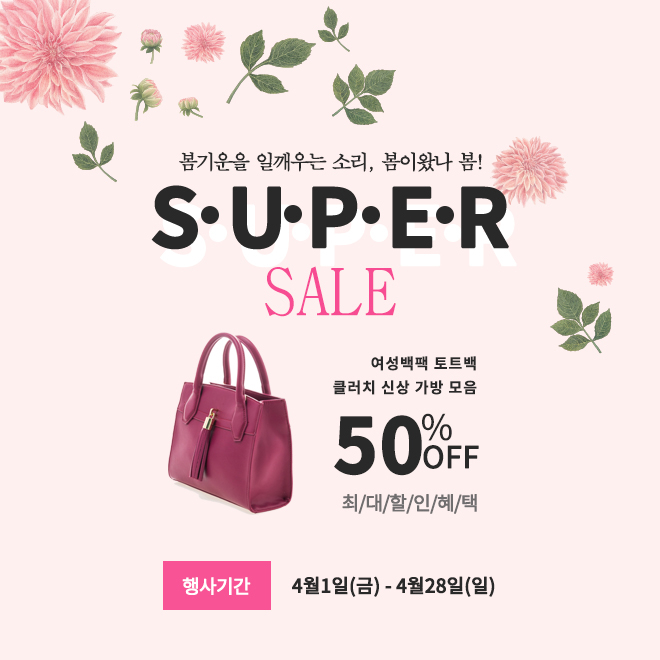 봄기운을 일깨우는 소리, 봄이왔나 봄!
S·U·P·E·R
SALE
여성백팩 토트백
클러치 신상 가방 모음
50% OFF
최/대/할/인/혜/택
행사기간 4월1일(금) - 4월28일(일)